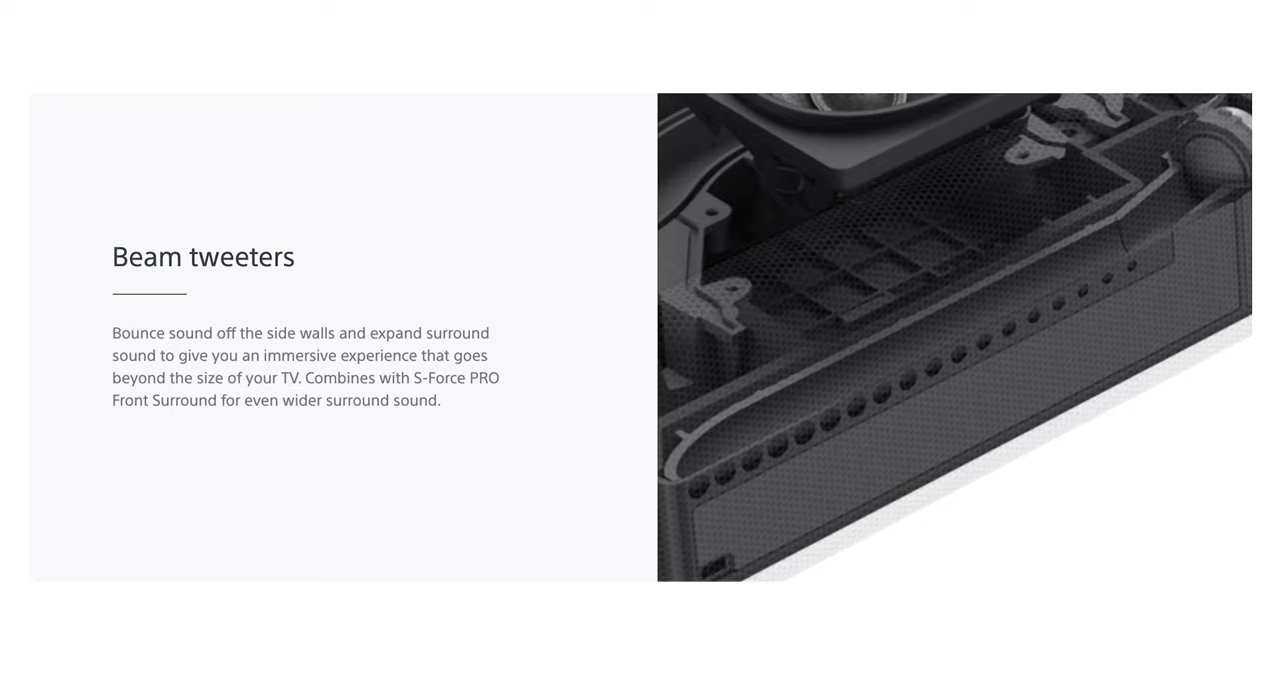 Beam tweeters
Bounce sound off the side walls and expand surround
sound to give you an immersive experience that goes
beyond the size of your TV. Combines with S-Force PRO
Front Surround for even wider surround sound.